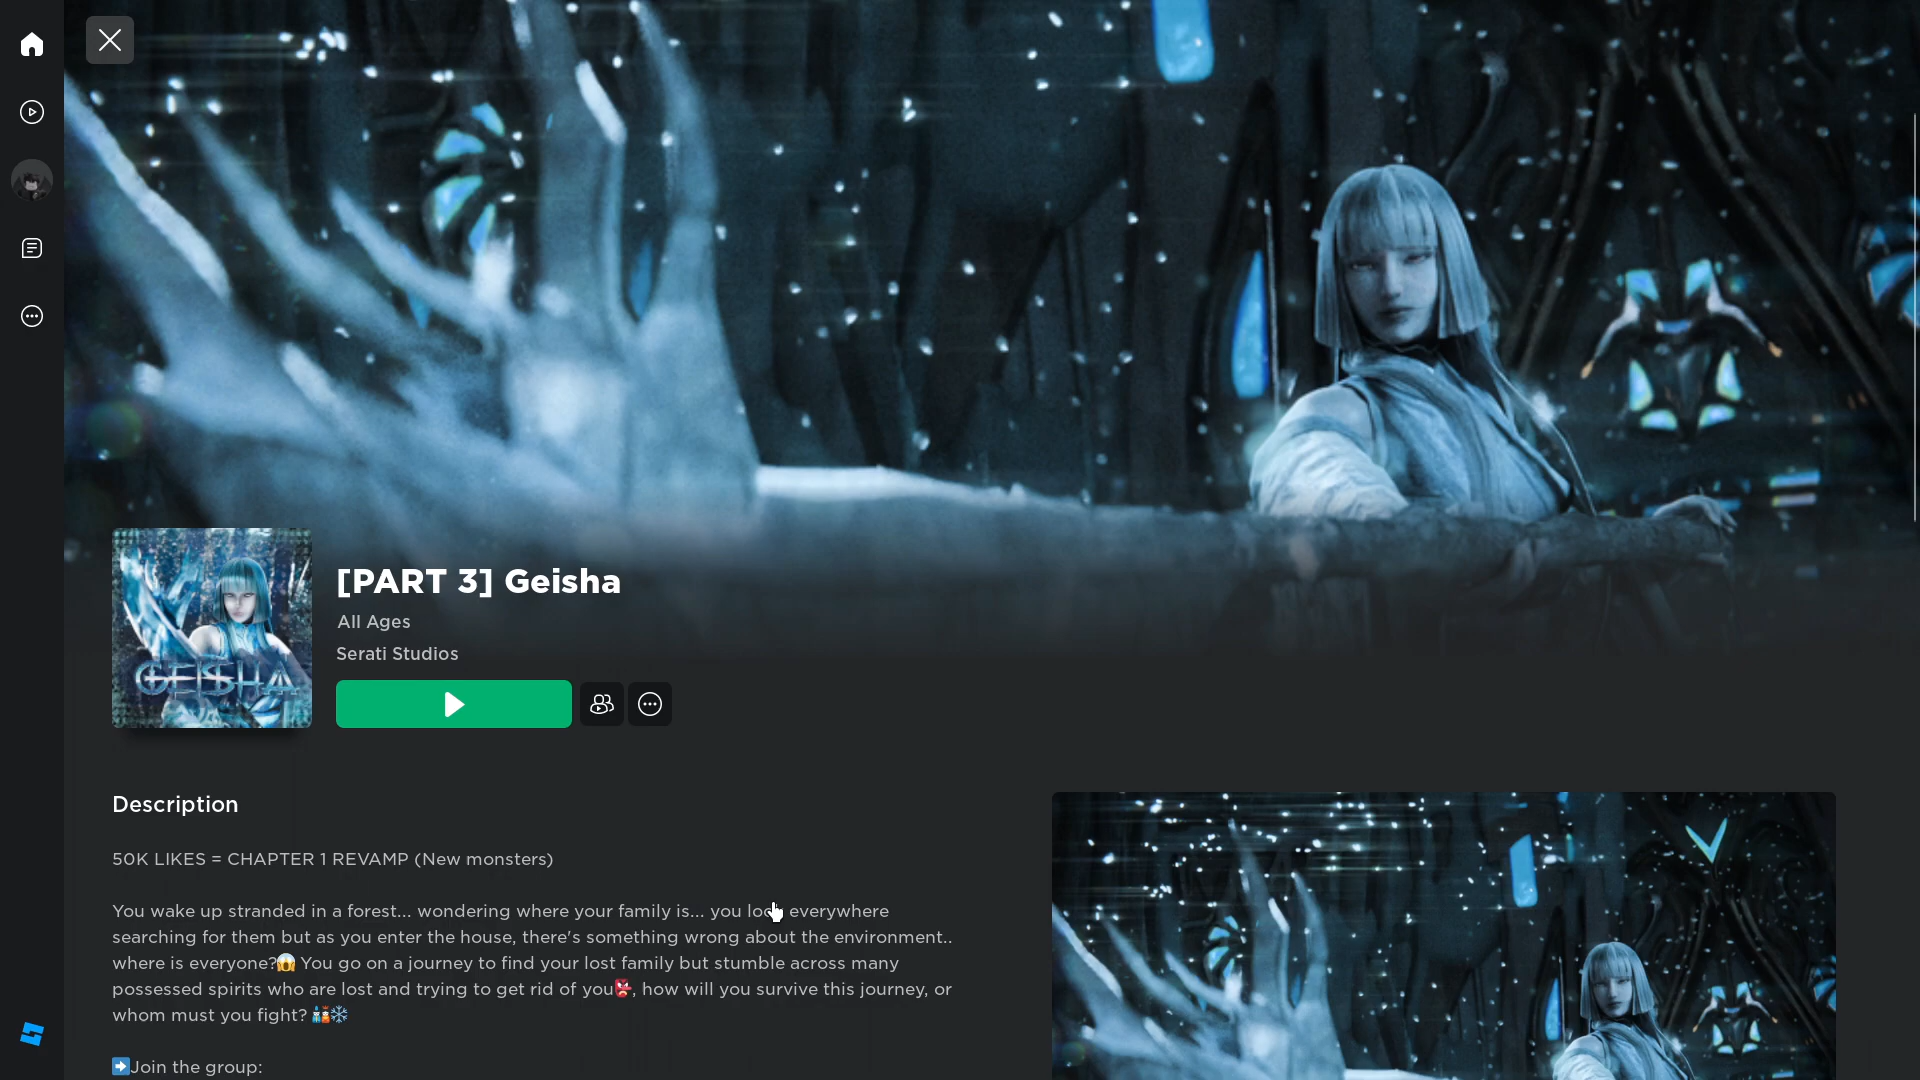 [PART 3] Geisha
All Ages
Serati Studios
GEISHA
Description
50K LIKES = CHAPTER 1 REVAMP (New monsters)
You wake up stranded in a forest... wondering where your family is... you look everywhere
searching for them but as you enter the house, there's something wrong about the environment..
where is everyone?😱 You go on a journey to find your lost family but stumble across many
possessed spirits who are lost and trying to get rid of you👺, how will you survive this journey, or
whom must you fight? 🎎❄️
➡️Join the group: